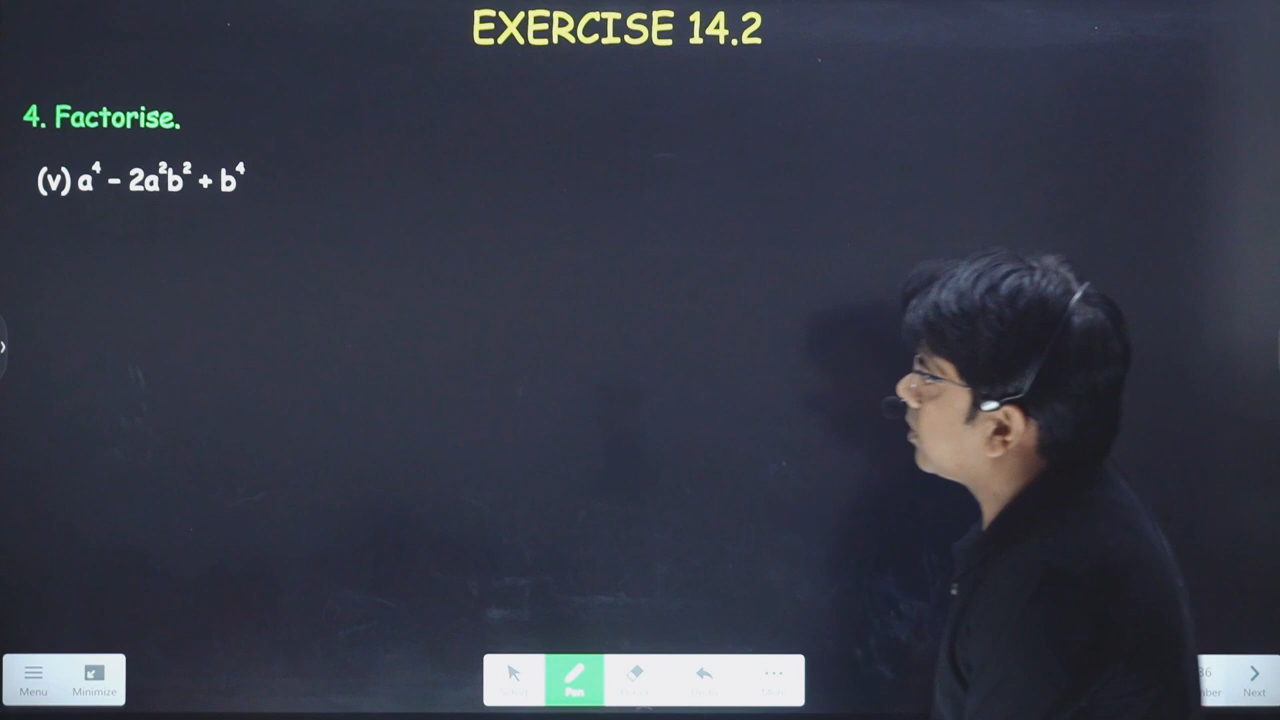 EXERCISE 14.2
4. Factorise.
(v) a⁴ - 2a²b² + b⁴
Menu
Minimize
Pen
Next